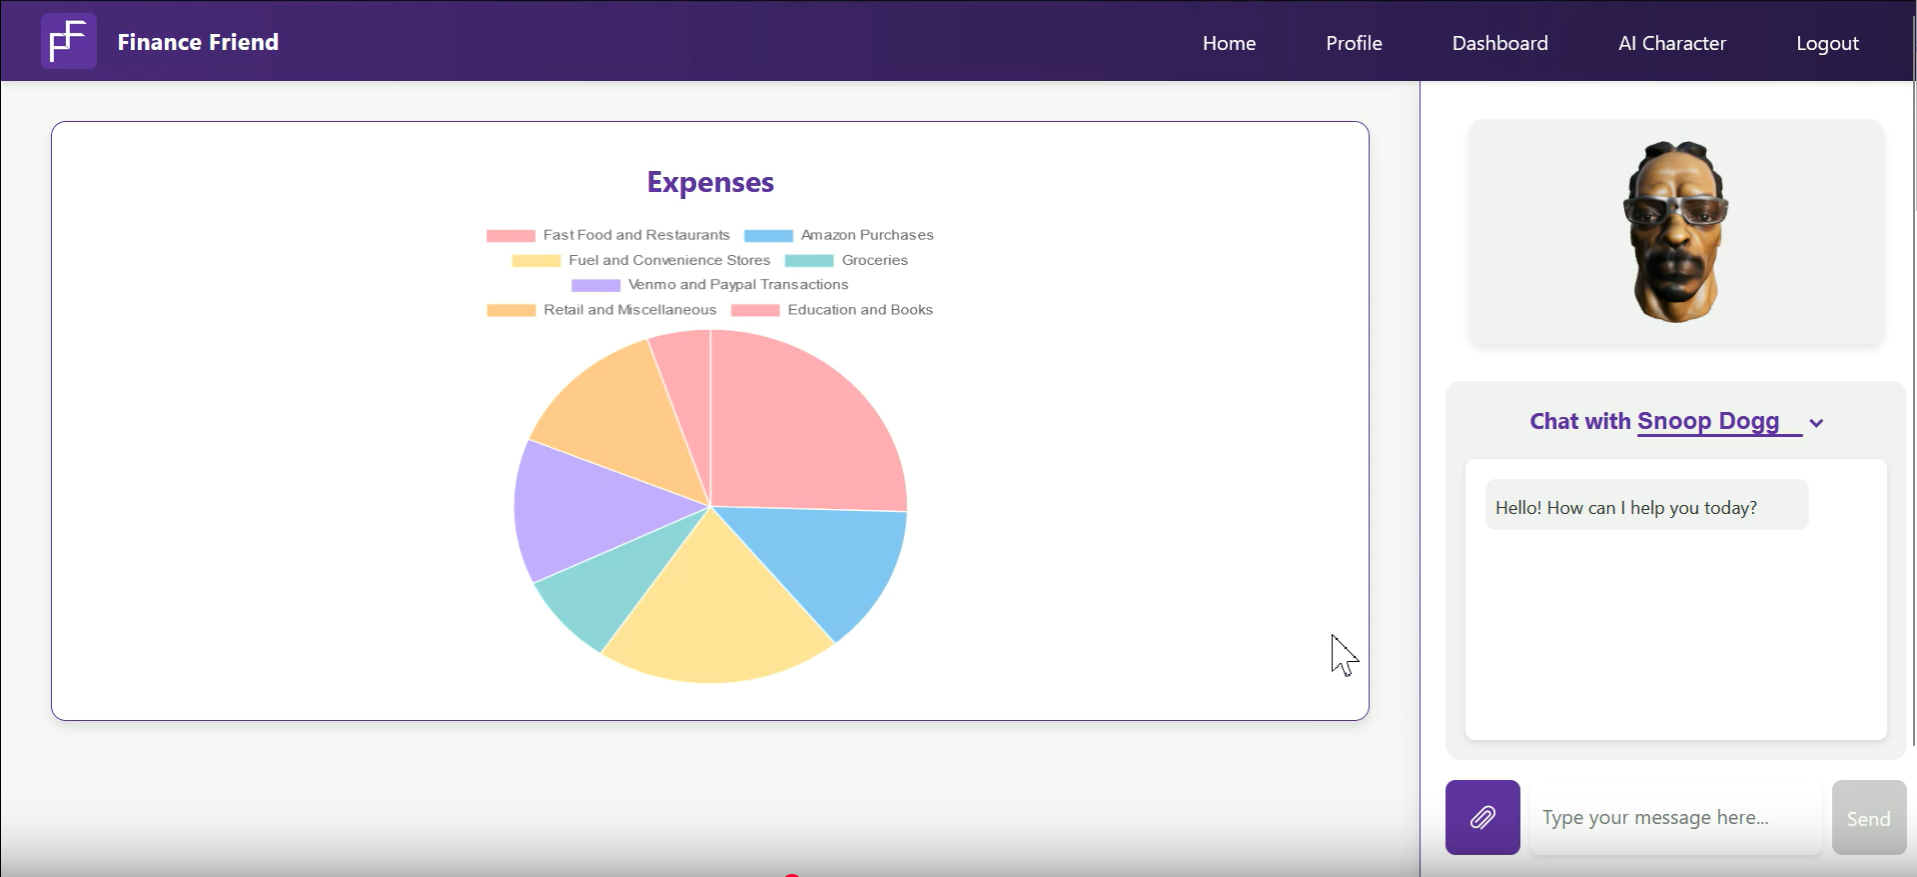 Finance Friend
Home Profile Dashboard AI Character Logout
Expenses
Fast Food and Restaurants Amazon Purchases
Fuel and Convenience Stores Groceries
Venmo and Paypal Transactions
Retail and Miscellaneous Education and Books
Chat with Snoop Dogg
Hello! How can I help you today?
Type your message here...
Send